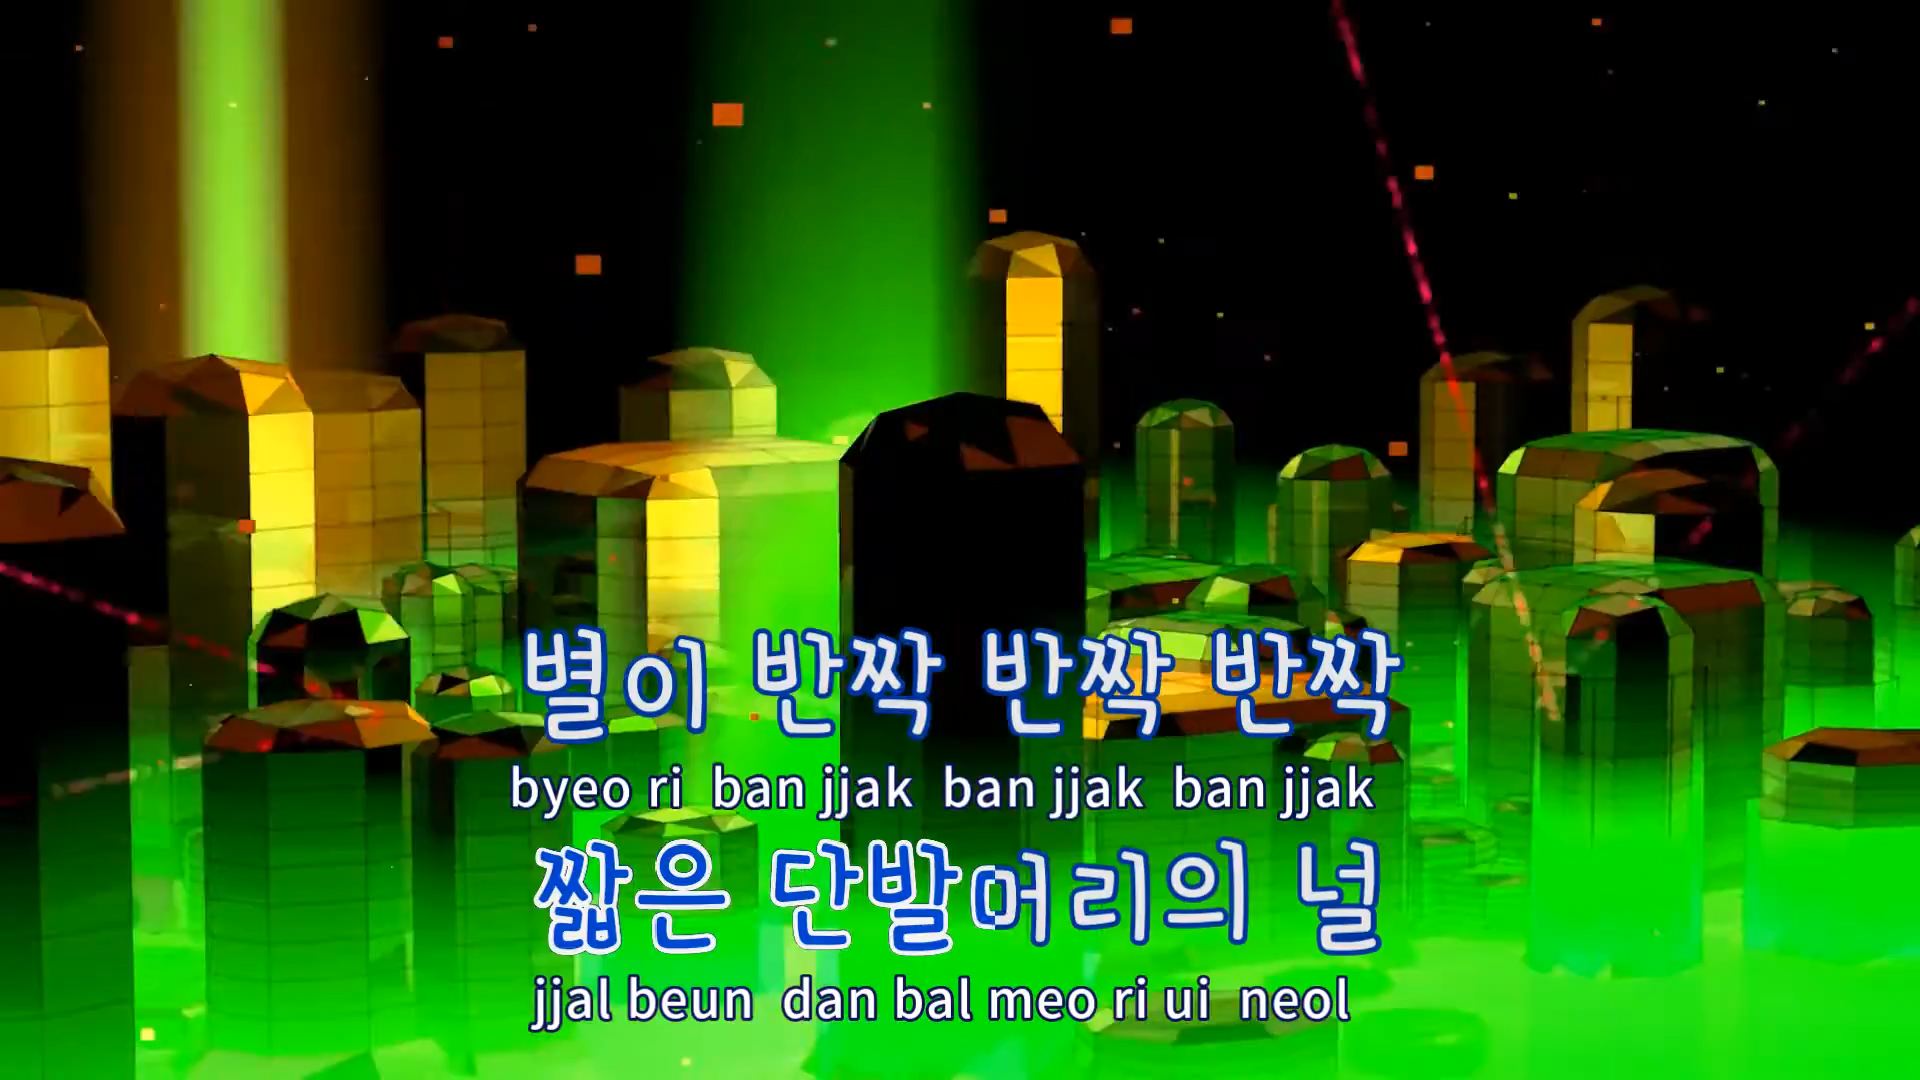 별이 반짝 반짝 반짝
byeo ri ban jjak ban jjak ban jjak
짧은 단발머리의 널
jjal beun dan bal meo ri ui neol